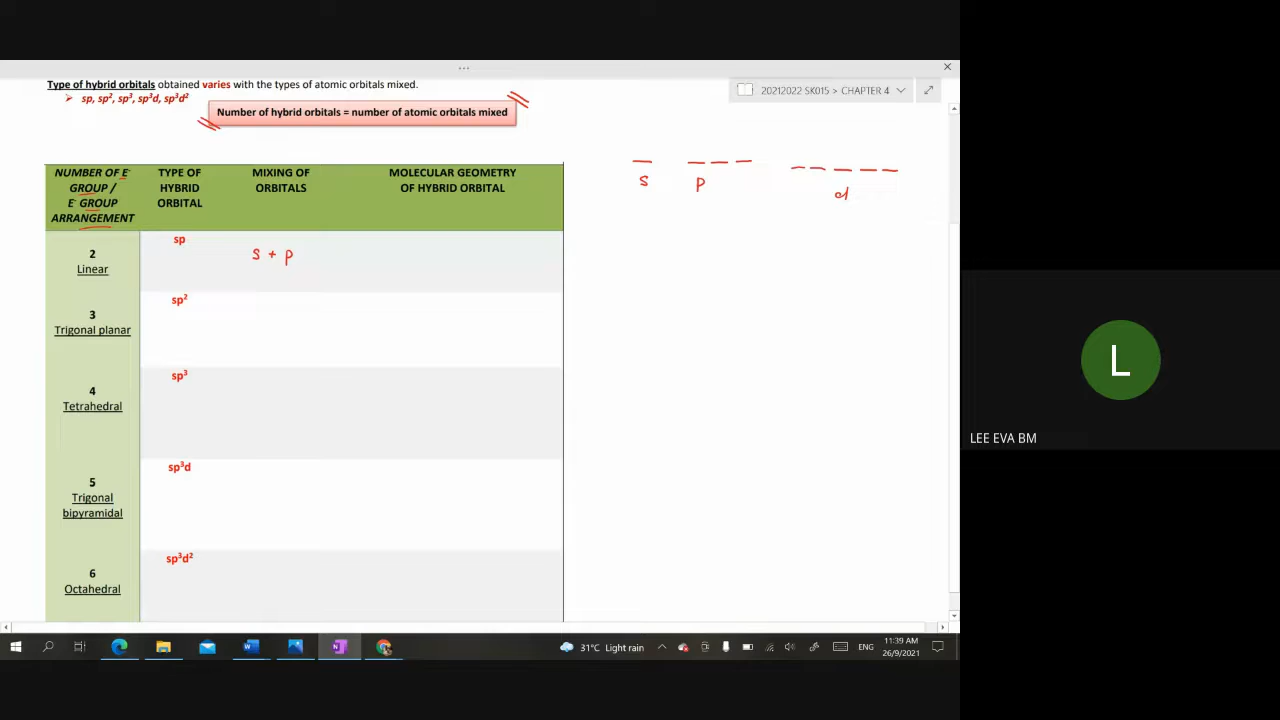 Type of hybrid orbitals obtained varies with the types of atomic orbitals mixed.
➢ sp, sp², sp³, sp³d, sp³d²
Number of hybrid orbitals = number of atomic orbitals mixed
20212022 SK015 > CHAPTER 4
NUMBER OF E⁻ GROUP / E⁻ GROUP ARRANGEMENT
TYPE OF HYBRID ORBITAL
MIXING OF ORBITALS
MOLECULAR GEOMETRY OF HYBRID ORBITAL
s p d
2
Linear
sp
s + p
3
Trigonal planar
sp²
4
Tetrahedral
sp³
5
Trigonal
bipyramidal
sp³d
6
Octahedral
sp³d²
L
LEE EVA BM
31°C Light rain
ENG
11:39 AM
26/9/2021